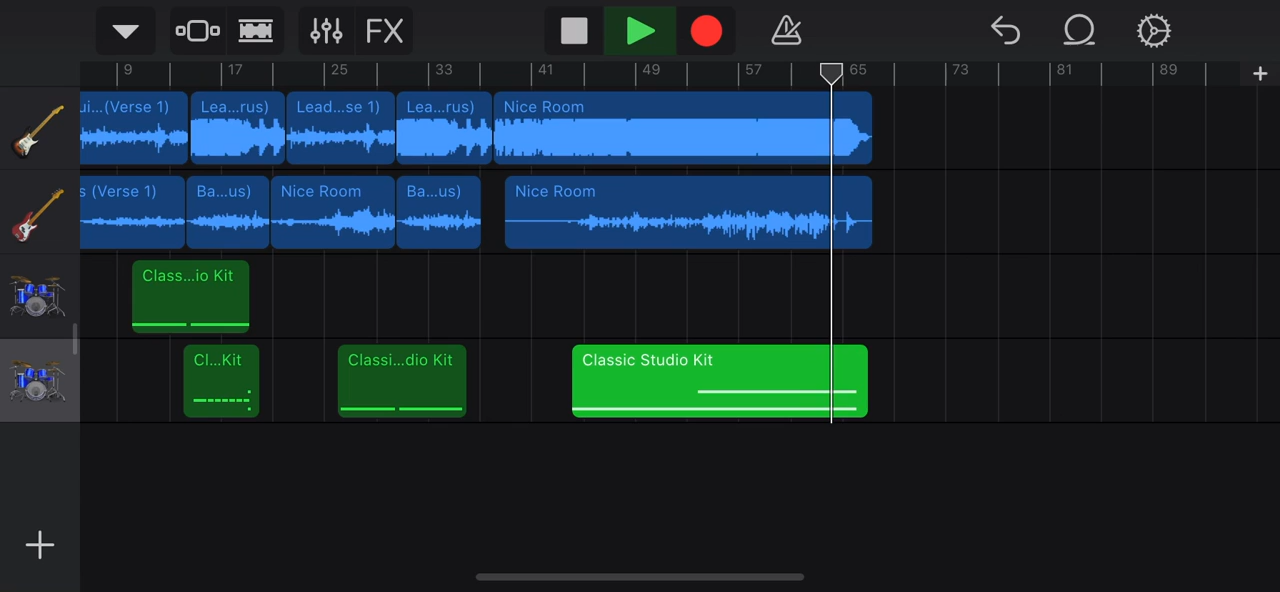 FX
9 17 25 33 41 49 57 65 73 81 89
ui...(Verse 1) Lea...rus) Lead...se 1) Lea...rus) Nice Room
s (Verse 1) Ba...us) Nice Room Ba...us) Nice Room
Class...io Kit
Cl...Kit Classi...dio Kit Classic Studio Kit